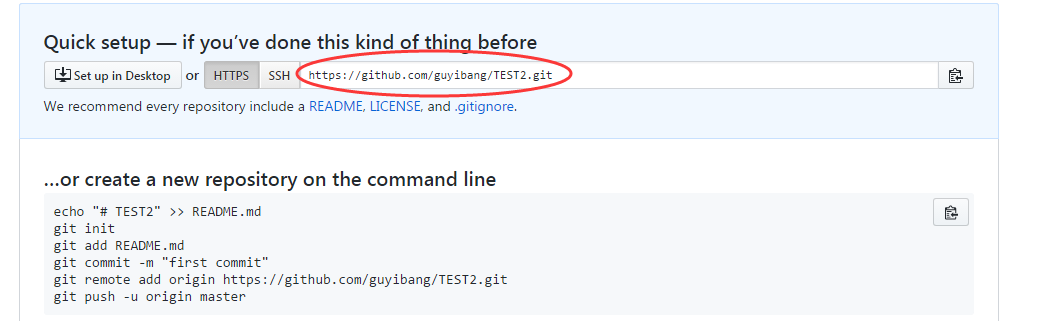 Quick setup — if you’ve done this kind of thing before
Set up in Desktop or HTTPS SSH https://github.com/guyibang/TEST2.git
We recommend every repository include a README, LICENSE, and .gitignore.
…or create a new repository on the command line
echo "# TEST2" >> README.md
git init
git add README.md
git commit -m "first commit"
git remote add origin https://github.com/guyibang/TEST2.git
git push -u origin master